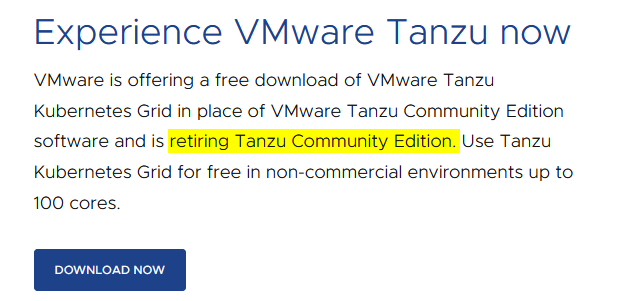 Experience VMware Tanzu now
VMware is offering a free download of VMware Tanzu
Kubernetes Grid in place of VMware Tanzu Community Edition
software and is retiring Tanzu Community Edition. Use Tanzu
Kubernetes Grid for free in non-commercial environments up to
100 cores.
DOWNLOAD NOW